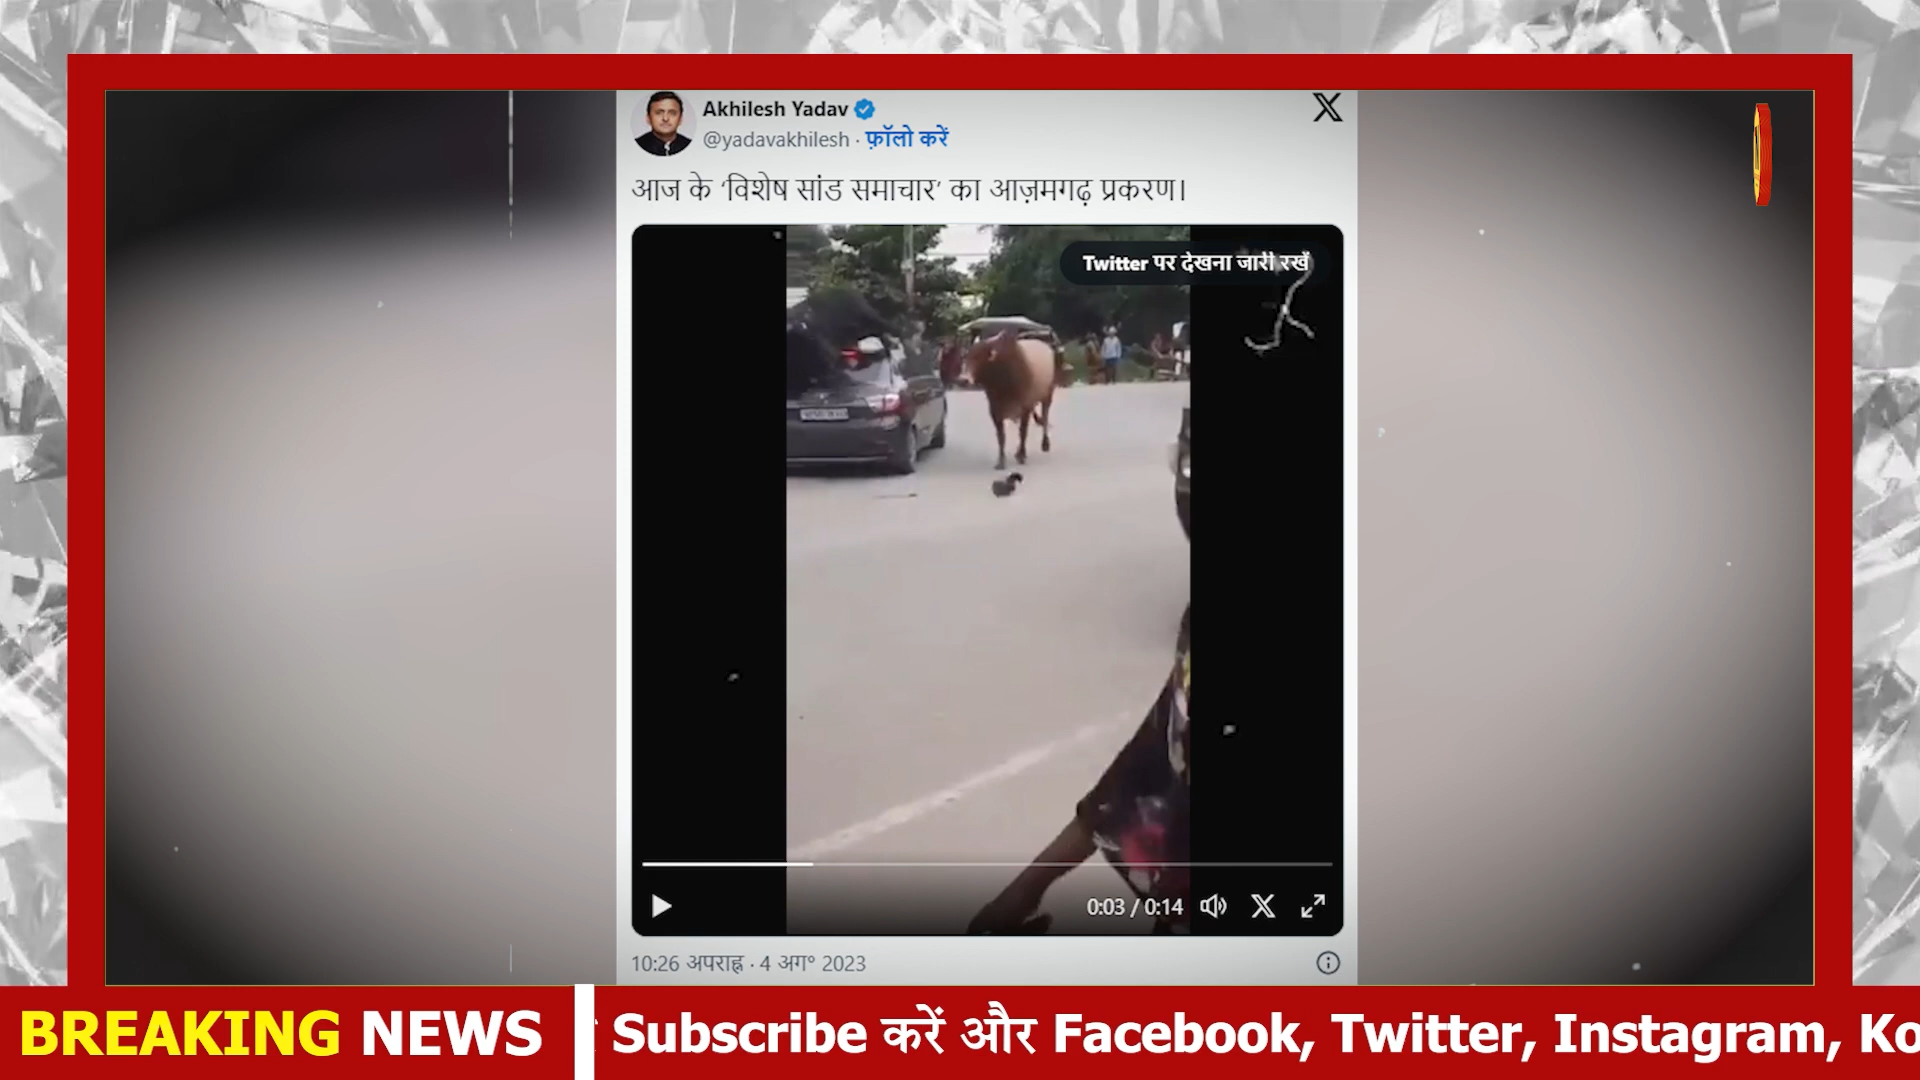 Akhilesh Yadav
@yadavakhilesh · फ़ॉलो करें
आज के ‘विशेष सांड समाचार’ का आज़मगढ़ प्रकरण।
Twitter पर देखना जारी रखें
0:03 / 0:14
10:26 अपराह्न · 4 अग॰ 2023
BREAKING NEWS
Subscribe करें और Facebook, Twitter, Instagram, Ko